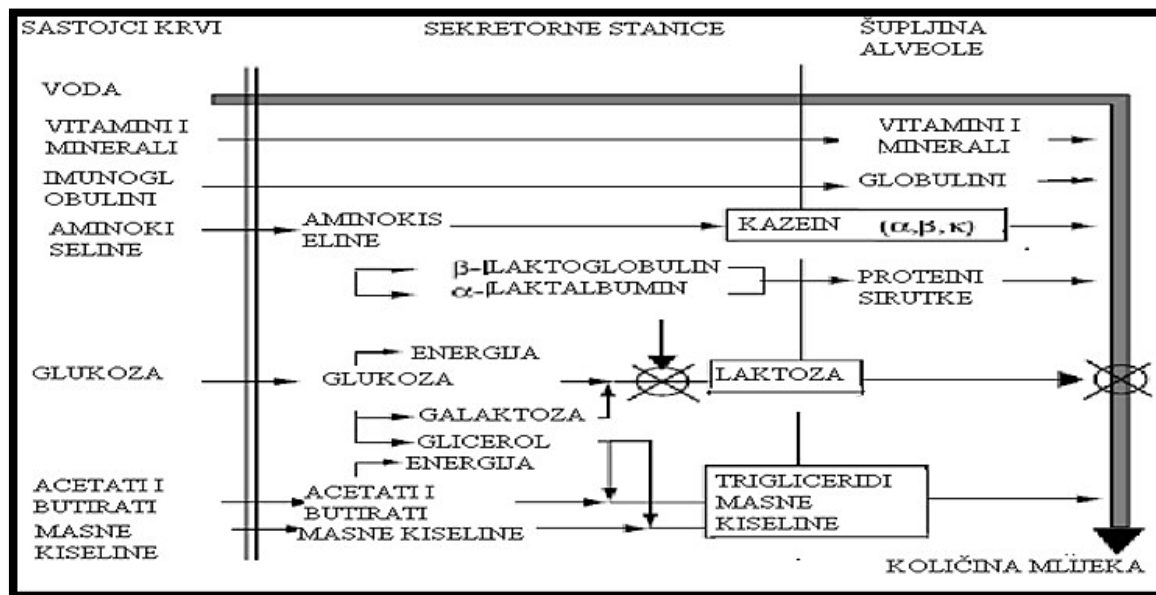 SASTOJCI KRVI
SEKRETORNE STANICE
ŠUPLJINA
ALVEOLE
VODA
VITAMINI I
MINERALI
VITAMINI I
MINERALI
IMUNOGL
OBULINI
GLOBULINI
AMINOKI
SELINE
AMINOKIS
ELINE
KAZEIN (α,β,κ)
β-LAKTOGLOBULIN
α-LAKTALBUMIN
PROTEINI
SIRUTKE
ENERGIJA
GLUKOZA
GLUKOZA
LAKTOZA
GALAKTOZA
GLICEROL
ENERGIJA
ACETATI I
BUTIRATI
ACETATI I
BUTIRATI
TRIGLICERIDI
MASNE
KISELINE
MASNE
KISELINE
MASNE KISELINE
KOLIČINA MLIJEKA